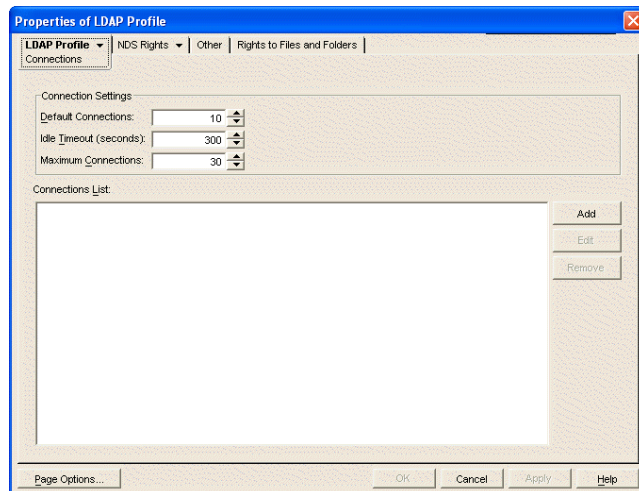 Properties of LDAP Profile
LDAP Profile NDS Rights Other Rights to Files and Folders
Connections
Connection Settings
Default Connections: 10
Idle Timeout (seconds): 300
Maximum Connections: 30
Connections List:
Add
Edit
Remove
Page Options... OK Cancel Apply Help